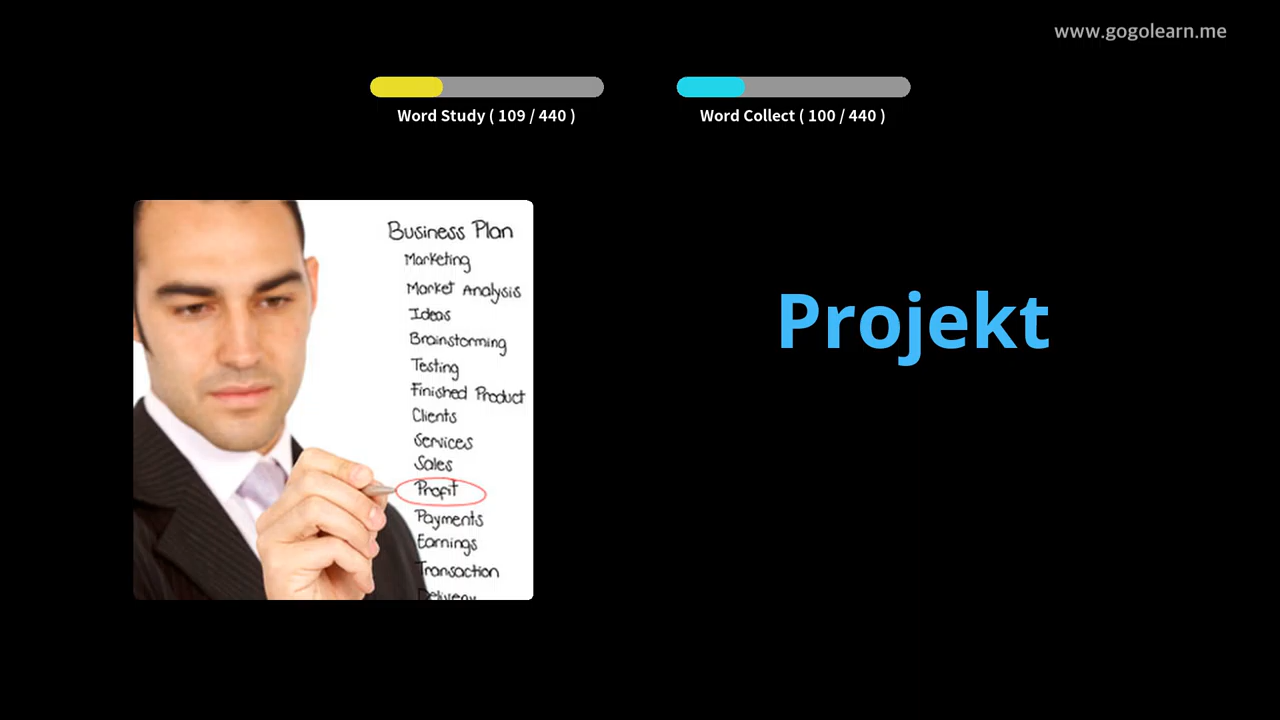 www.gogolearn.me
Word Study ( 109 / 440 )
Word Collect ( 100 / 440 )
Business Plan
Marketing
Market Analysis
Ideas
Brainstorming
Testing
Finished Product
Clients
Services
Sales
Profit
Payments
Earnings
Transaction
Delivery
Projekt